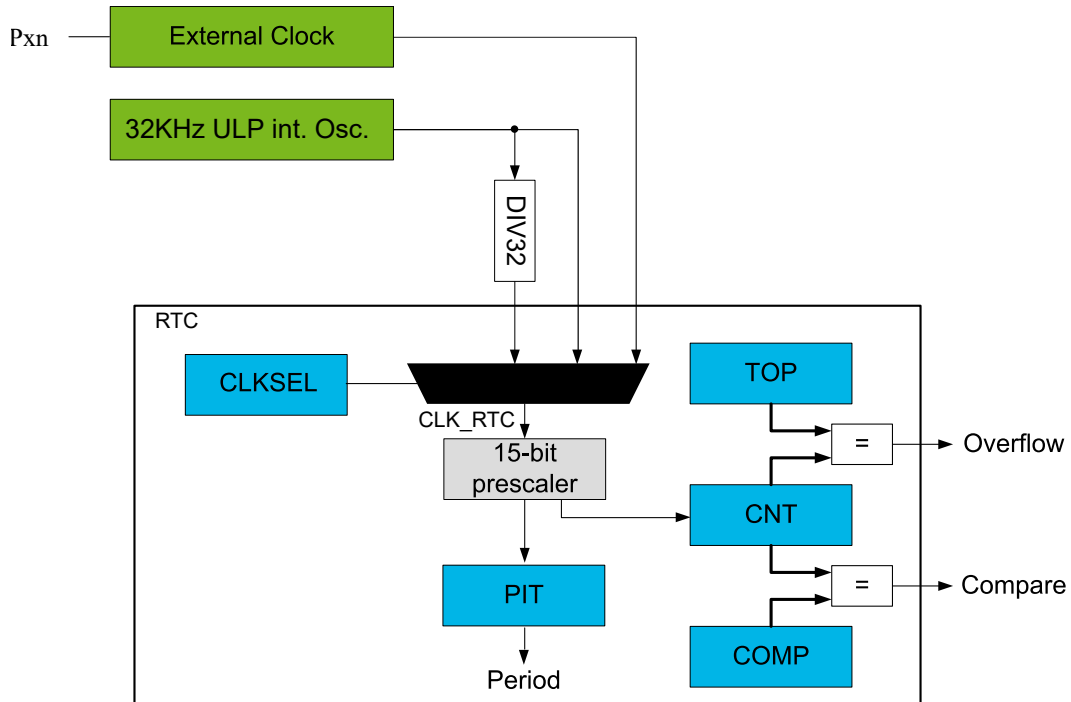 Pxn
External Clock
32KHz ULP int. Osc.
DIV32
RTC
CLKSEL
TOP
CLK_RTC
=
Overflow
15-bit
prescaler
CNT
PIT
=
Compare
COMP
Period